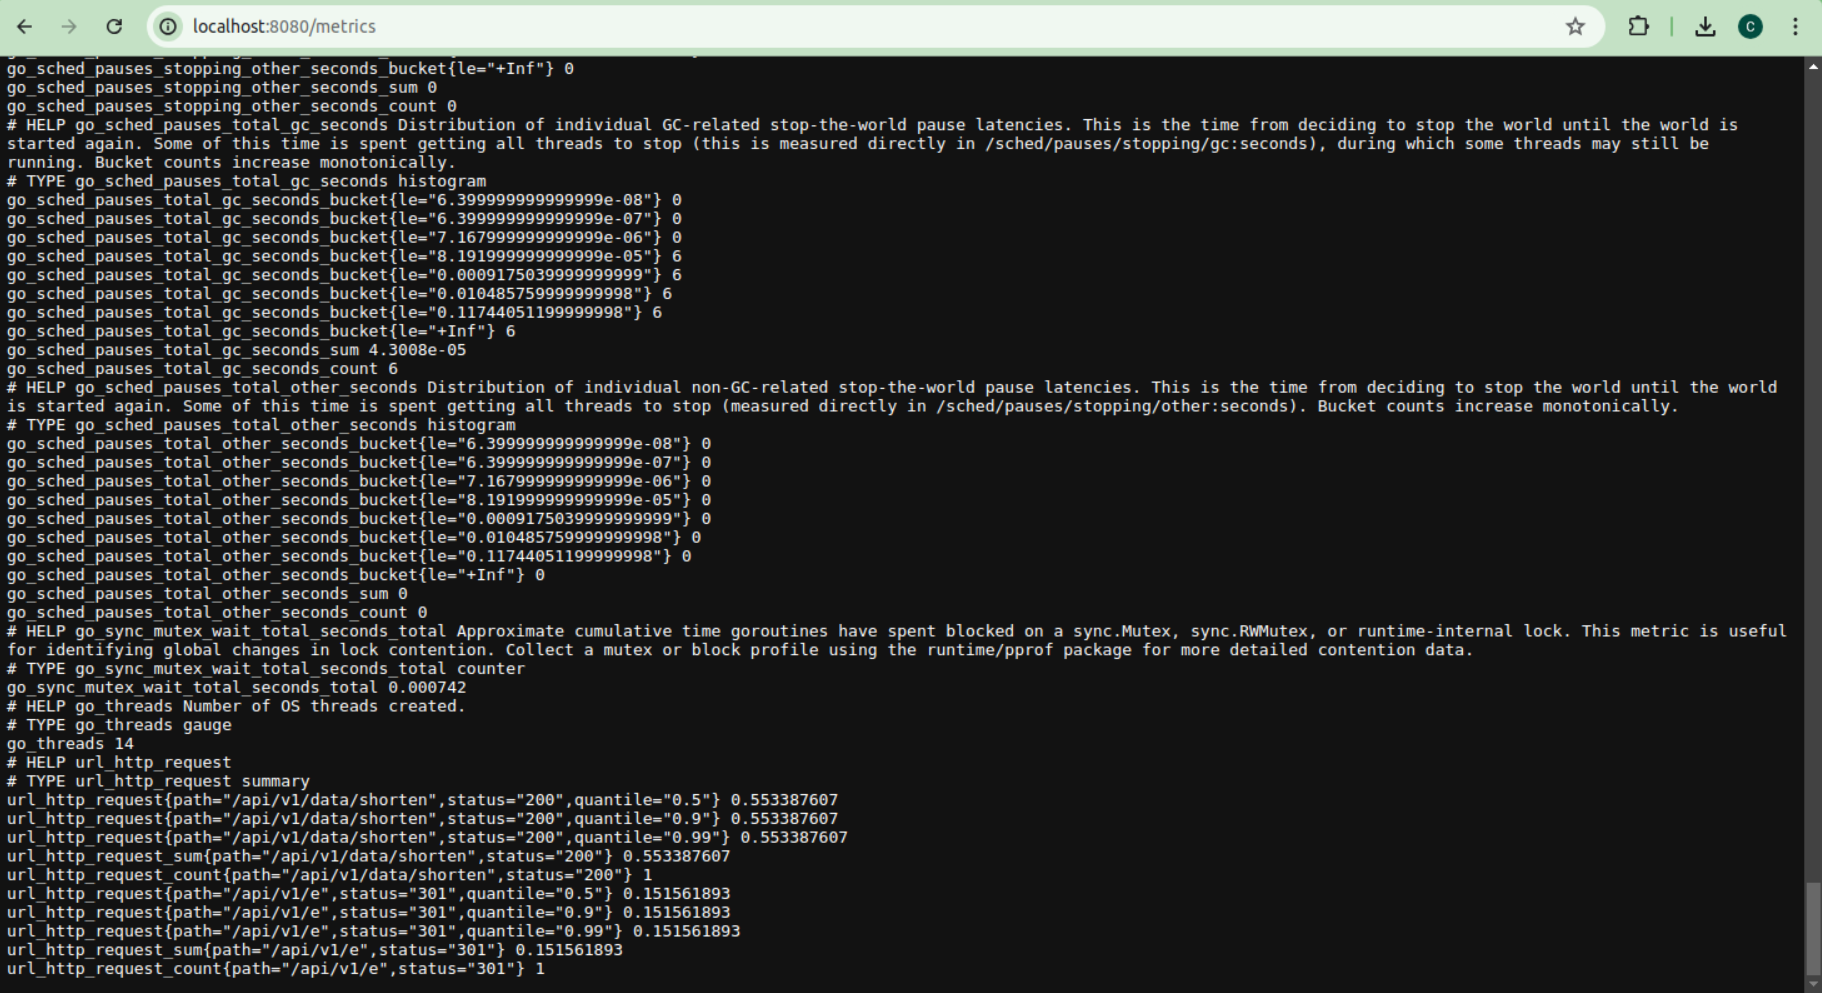 localhost:8080/metrics
C
go_sched_pauses_stopping_other_seconds_bucket{le="+Inf"} 0
go_sched_pauses_stopping_other_seconds_sum 0
go_sched_pauses_stopping_other_seconds_count 0
# HELP go_sched_pauses_total_gc_seconds Distribution of individual GC-related stop-the-world pause latencies. This is the time from deciding to stop the world until the world is
started again. Some of this time is spent getting all threads to stop (this is measured directly in /sched/pauses/stopping/gc:seconds), during which some threads may still be
running. Bucket counts increase monotonically.
# TYPE go_sched_pauses_total_gc_seconds histogram
go_sched_pauses_total_gc_seconds_bucket{le="6.399999999999999e-08"} 0
go_sched_pauses_total_gc_seconds_bucket{le="6.399999999999999e-07"} 0
go_sched_pauses_total_gc_seconds_bucket{le="7.167999999999999e-06"} 0
go_sched_pauses_total_gc_seconds_bucket{le="8.191999999999999e-05"} 6
go_sched_pauses_total_gc_seconds_bucket{le="0.0009175039999999999"} 6
go_sched_pauses_total_gc_seconds_bucket{le="0.010485759999999998"} 6
go_sched_pauses_total_gc_seconds_bucket{le="0.11744051199999998"} 6
go_sched_pauses_total_gc_seconds_bucket{le="+Inf"} 6
go_sched_pauses_total_gc_seconds_sum 4.3008e-05
go_sched_pauses_total_gc_seconds_count 6
# HELP go_sched_pauses_total_other_seconds Distribution of individual non-GC-related stop-the-world pause latencies. This is the time from deciding to stop the world until the world
is started again. Some of this time is spent getting all threads to stop (measured directly in /sched/pauses/stopping/other:seconds). Bucket counts increase monotonically.
# TYPE go_sched_pauses_total_other_seconds histogram
go_sched_pauses_total_other_seconds_bucket{le="6.399999999999999e-08"} 0
go_sched_pauses_total_other_seconds_bucket{le="6.399999999999999e-07"} 0
go_sched_pauses_total_other_seconds_bucket{le="7.167999999999999e-06"} 0
go_sched_pauses_total_other_seconds_bucket{le="8.191999999999999e-05"} 0
go_sched_pauses_total_other_seconds_bucket{le="0.0009175039999999999"} 0
go_sched_pauses_total_other_seconds_bucket{le="0.010485759999999998"} 0
go_sched_pauses_total_other_seconds_bucket{le="0.11744051199999998"} 0
go_sched_pauses_total_other_seconds_bucket{le="+Inf"} 0
go_sched_pauses_total_other_seconds_sum 0
go_sched_pauses_total_other_seconds_count 0
# HELP go_sync_mutex_wait_total_seconds_total Approximate cumulative time goroutines have spent blocked on a sync.Mutex, sync.RWMutex, or runtime-internal lock. This metric is useful
for identifying global changes in lock contention. Collect a mutex or block profile using the runtime/pprof package for more detailed contention data.
# TYPE go_sync_mutex_wait_total_seconds_total counter
go_sync_mutex_wait_total_seconds_total 0.000742
# HELP go_threads Number of OS threads created.
# TYPE go_threads gauge
go_threads 14
# HELP url_http_request
# TYPE url_http_request summary
url_http_request{path="/api/v1/data/shorten",status="200",quantile="0.5"} 0.553387607
url_http_request{path="/api/v1/data/shorten",status="200",quantile="0.9"} 0.553387607
url_http_request{path="/api/v1/data/shorten",status="200",quantile="0.99"} 0.553387607
url_http_request_sum{path="/api/v1/data/shorten",status="200"} 0.553387607
url_http_request_count{path="/api/v1/data/shorten",status="200"} 1
url_http_request{path="/api/v1/e",status="301",quantile="0.5"} 0.151561893
url_http_request{path="/api/v1/e",status="301",quantile="0.9"} 0.151561893
url_http_request{path="/api/v1/e",status="301",quantile="0.99"} 0.151561893
url_http_request_sum{path="/api/v1/e",status="301"} 0.151561893
url_http_request_count{path="/api/v1/e",status="301"} 1